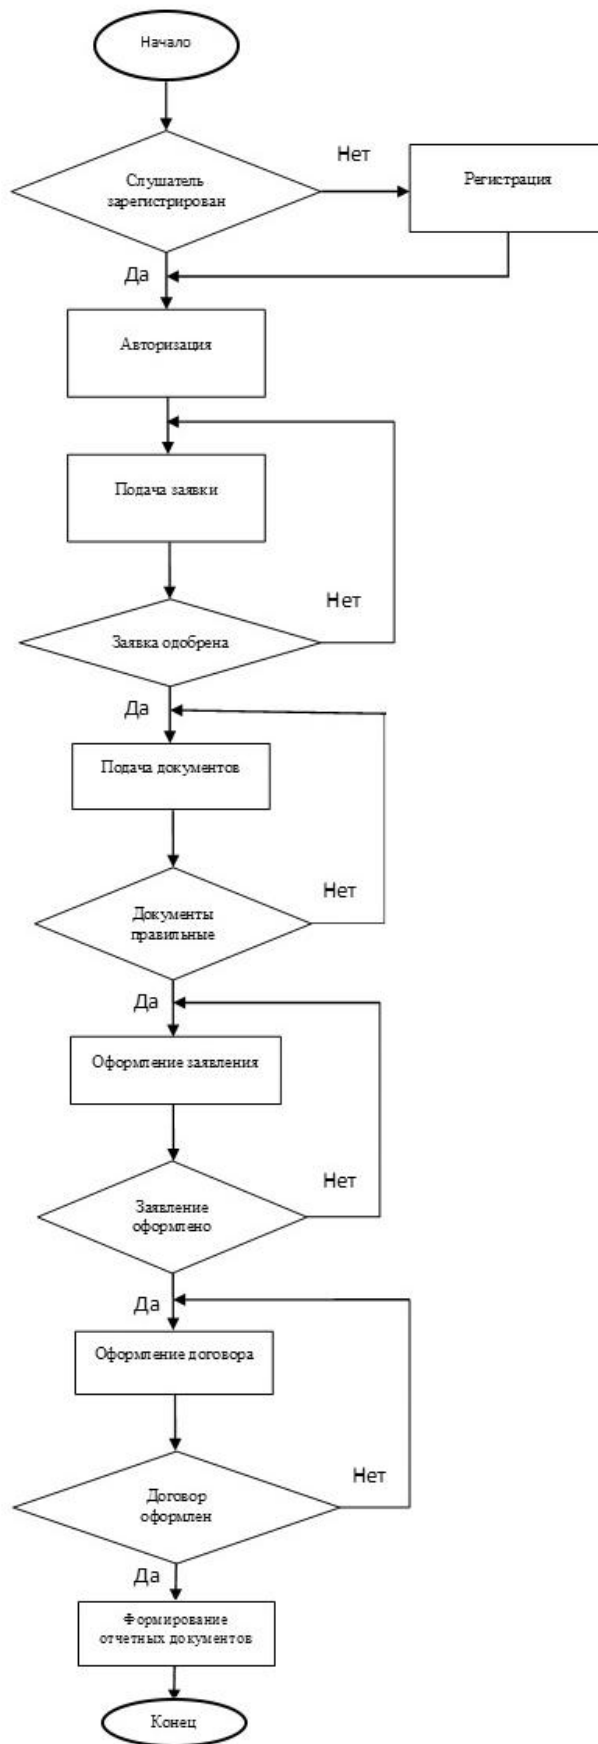 Начало
Нет
Слушатель
зарегистрирован
Регистрация
Да
Авторизация
Подача заявки
Нет
Заявка одобрена
Да
Подача документов
Нет
Документы
правильные
Да
Оформление заявления
Нет
Заявление
оформлено
Да
Оформление договора
Нет
Договор
оформлен
Да
Формирование
отчетных документов
Конец